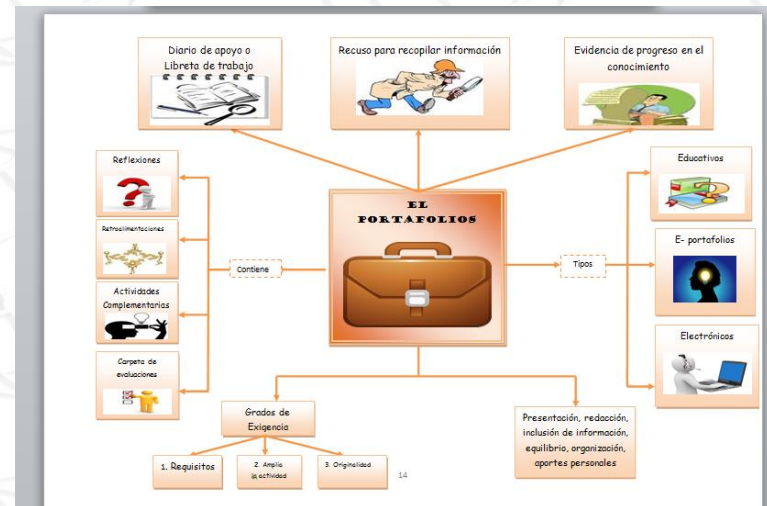 Diario de apoyo o
Libreta de trabajo
Recuso para recopilar información
Evidencia de progreso en el
conocimiento
Reflexiones
Retroalimentaciones
Actividades
Complementarias
Carpeta de
evaluaciones
Contiene
EL
PORTAFOLIOS
Tipos
Educativos
E- portafolios
Electrónicos
Grados de
Exigencia
1. Requisitos
2. Amplia
la actividad
3. Originalidad
Presentación, redacción,
inclusión de información,
equilibrio, organización,
aportes personales
14